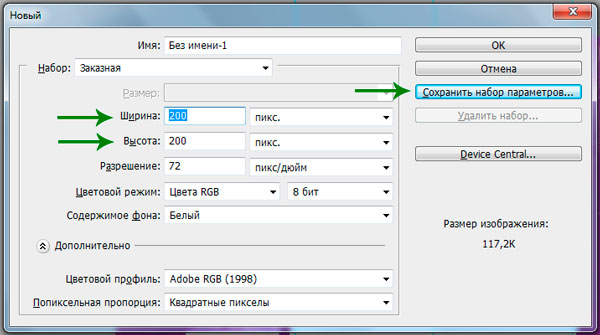 Новый
Имя: Без имени-1
OK
Набор: Заказная
Отмена
Размер:
Сохранить набор параметров...
Ширина: 200 пикс.
Удалить набор...
Высота: 200 пикс.
Разрешение: 72 пикс/дюйм
Device Central...
Цветовой режим: Цвета RGB 8 бит
Содержимое фона: Белый
Размер изображения:
117,2K
Дополнительно
Цветовой профиль: Adobe RGB (1998)
Попиксельная пропорция: Квадратные пикселы